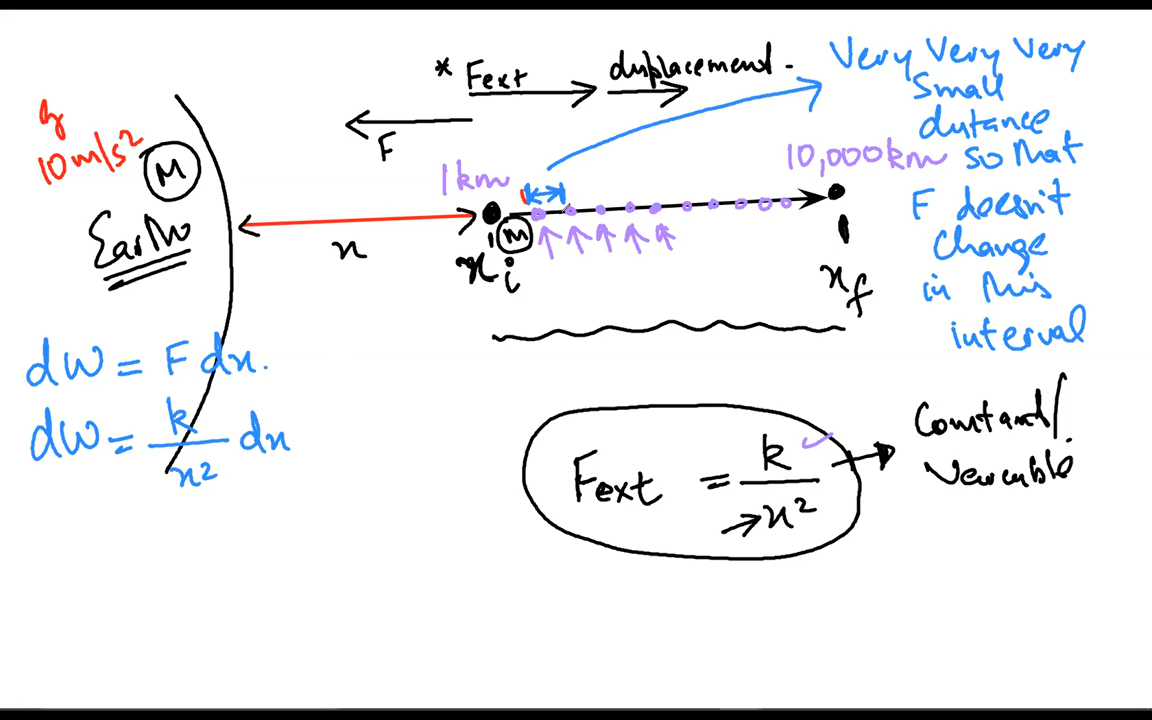 * Fext displacement.
F
Very Very Very
Small
distance
so that
F doesn't
Change
in this
interval
g
10m/s²
M
Earth
x
1km
10,000km
m
xi
xf
dW = F dx.
dW = k/x² dx
Fext = k/x²
Constant/
Variable